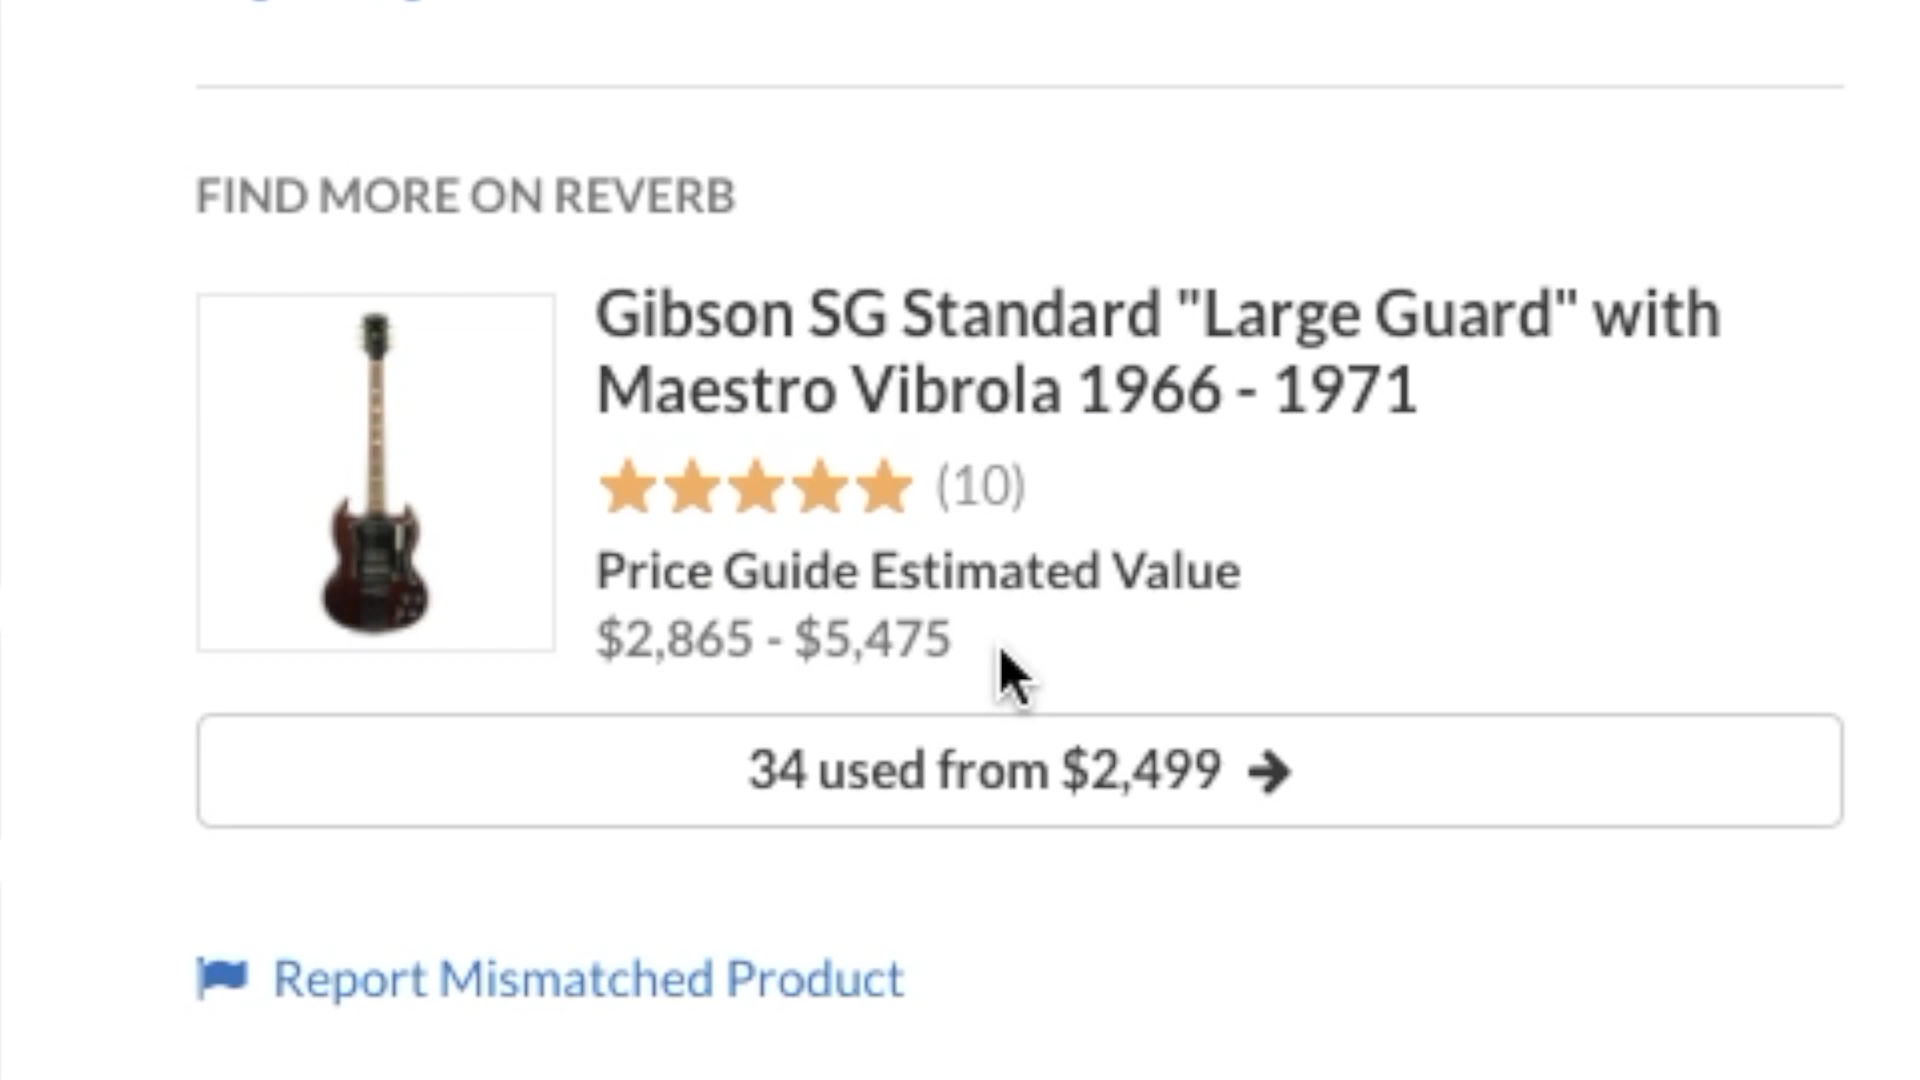 FIND MORE ON REVERB
Gibson SG Standard "Large Guard" with
Maestro Vibrola 1966 - 1971
(10)
Price Guide Estimated Value
$2,865 - $5,475
34 used from $2,499 →
Report Mismatched Product